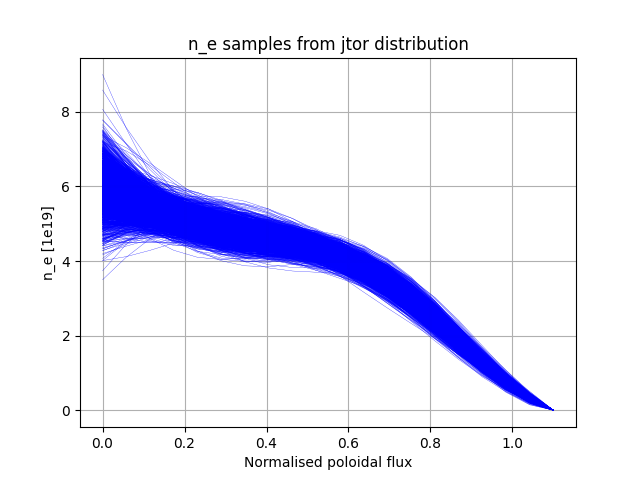 n_e samples from jtor distribution
n_e [1e19]
8
6
4
2
0
0.0 0.2 0.4 0.6 0.8 1.0
Normalised poloidal flux